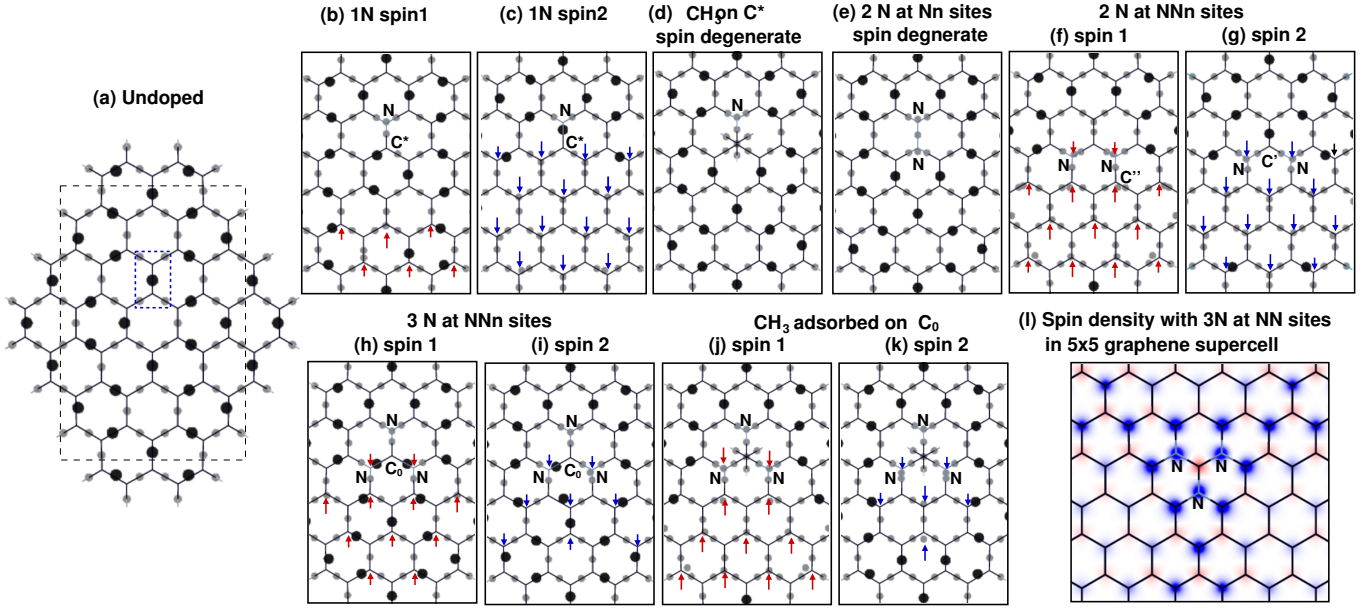 (b) 1N spin1
(c) 1N spin2
(d) CH3on C*
spin degenerate
(e) 2 N at Nn sites
spin degnerate
2 N at NNn sites
(f) spin 1
(g) spin 2
(a) Undoped
N
C*
N
C*
N
N
N
N
N
C''
N
C'
N
3 N at NNn sites
CH3 adsorbed on C0
(l) Spin density with 3N at NN sites
in 5x5 graphene supercell
(h) spin 1
(i) spin 2
(j) spin 1
(k) spin 2
N
N
C0
N
N
N
C0
N
N
N
N
N
N
N
N
N
N